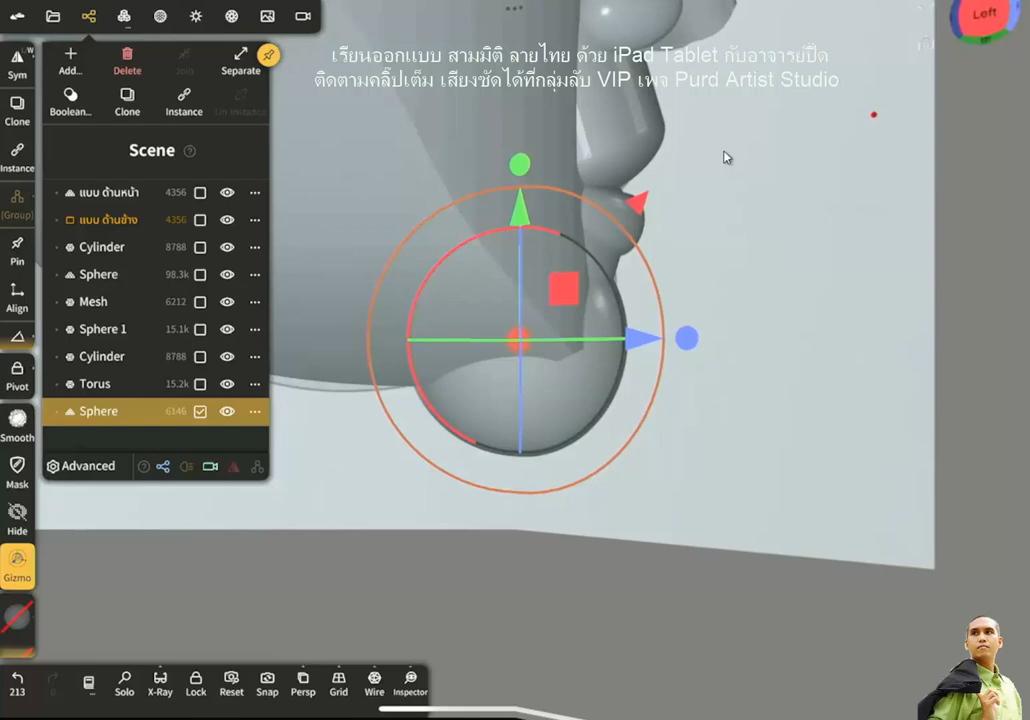 Left
เรียนออกแบบ สามมิติ ลายไทย ด้วย iPad Tablet กับอาจารย์ปิ๊ด
ติดตามคลิ๊ปเต็ม เสียงชัดได้ที่กลุ่มลับ VIP เพจ Purd Artist Studio
L/W
Sym
Clone
Instance
(Group)
Pin
Align
Pivot
Smooth
Mask
Hide
Gizmo
Add...
Delete
Join
Separate
Boolean...
Clone
Instance
Un Instance
Scene ?
แบบ ด้านหน้า 4356 ...
แบบ ด้านข้าง 4356 ...
Cylinder 8788 ...
Sphere 98.3k ...
Mesh 6212 ...
Sphere 1 15.1k ...
Cylinder 8788 ...
Torus 15.2k ...
Sphere 6146 ...
Advanced ?
213
0
Solo
X-Ray
Lock
Reset
Snap
Persp
Grid
Wire
Inspector